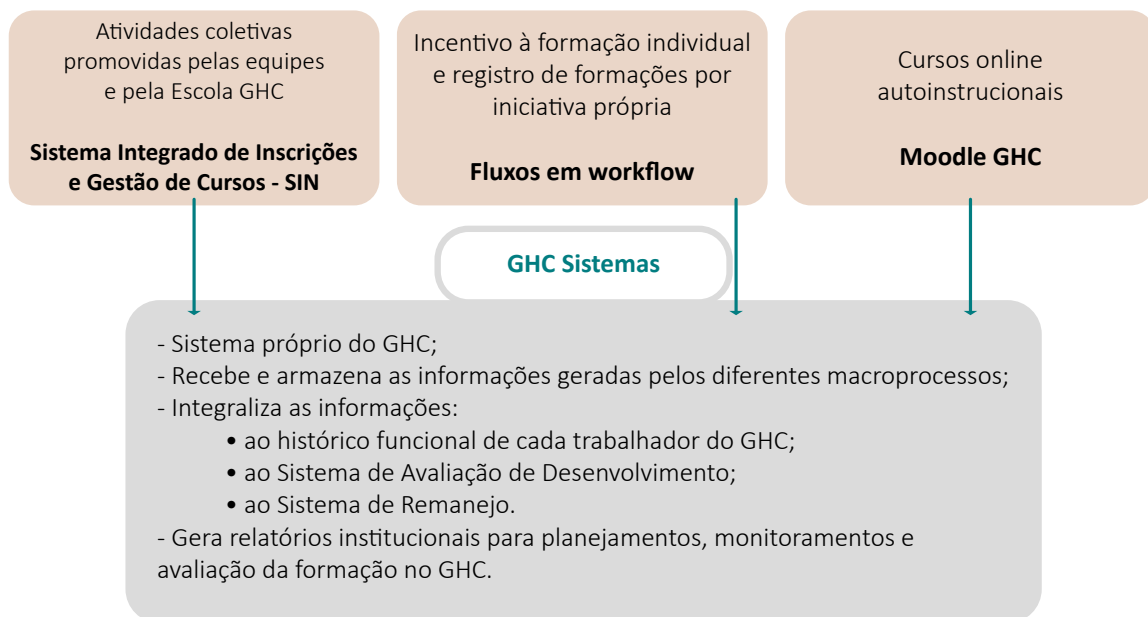 Atividades coletivas
promovidas pelas equipes
e pela Escola GHC
Sistema Integrado de Inscrições
e Gestão de Cursos - SIN
Incentivo à formação individual
e registro de formações por
iniciativa própria
Fluxos em workflow
Cursos online
autoinstrucionais
Moodle GHC
GHC Sistemas
- Sistema próprio do GHC;
- Recebe e armazena as informações geradas pelos diferentes macroprocessos;
- Integraliza as informações:
• ao histórico funcional de cada trabalhador do GHC;
• ao Sistema de Avaliação de Desenvolvimento;
• ao Sistema de Remanejo.
- Gera relatórios institucionais para planejamentos, monitoramentos e
avaliação da formação no GHC.